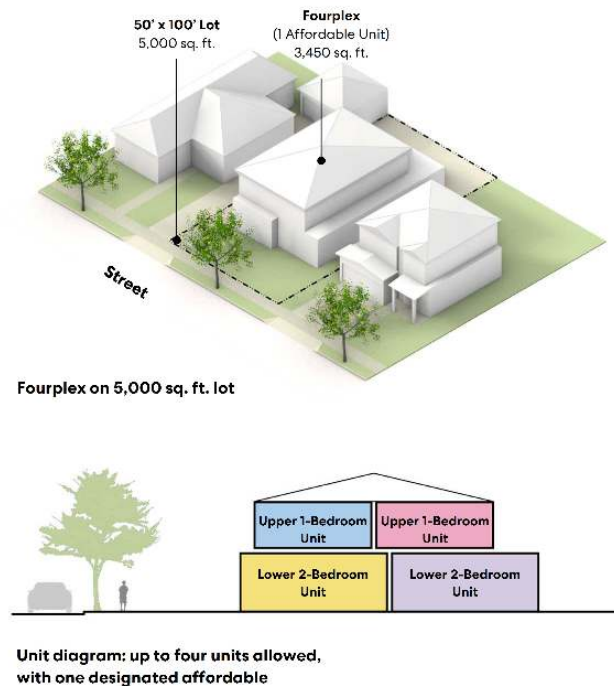 50' x 100' Lot
5,000 sq. ft.
Fourplex
(1 Affordable Unit)
3,450 sq. ft.
Street
Fourplex on 5,000 sq. ft. lot
Upper 1-Bedroom
Unit
Upper 1-Bedroom
Unit
Lower 2-Bedroom
Unit
Lower 2-Bedroom
Unit
Unit diagram: up to four units allowed,
with one designated affordable